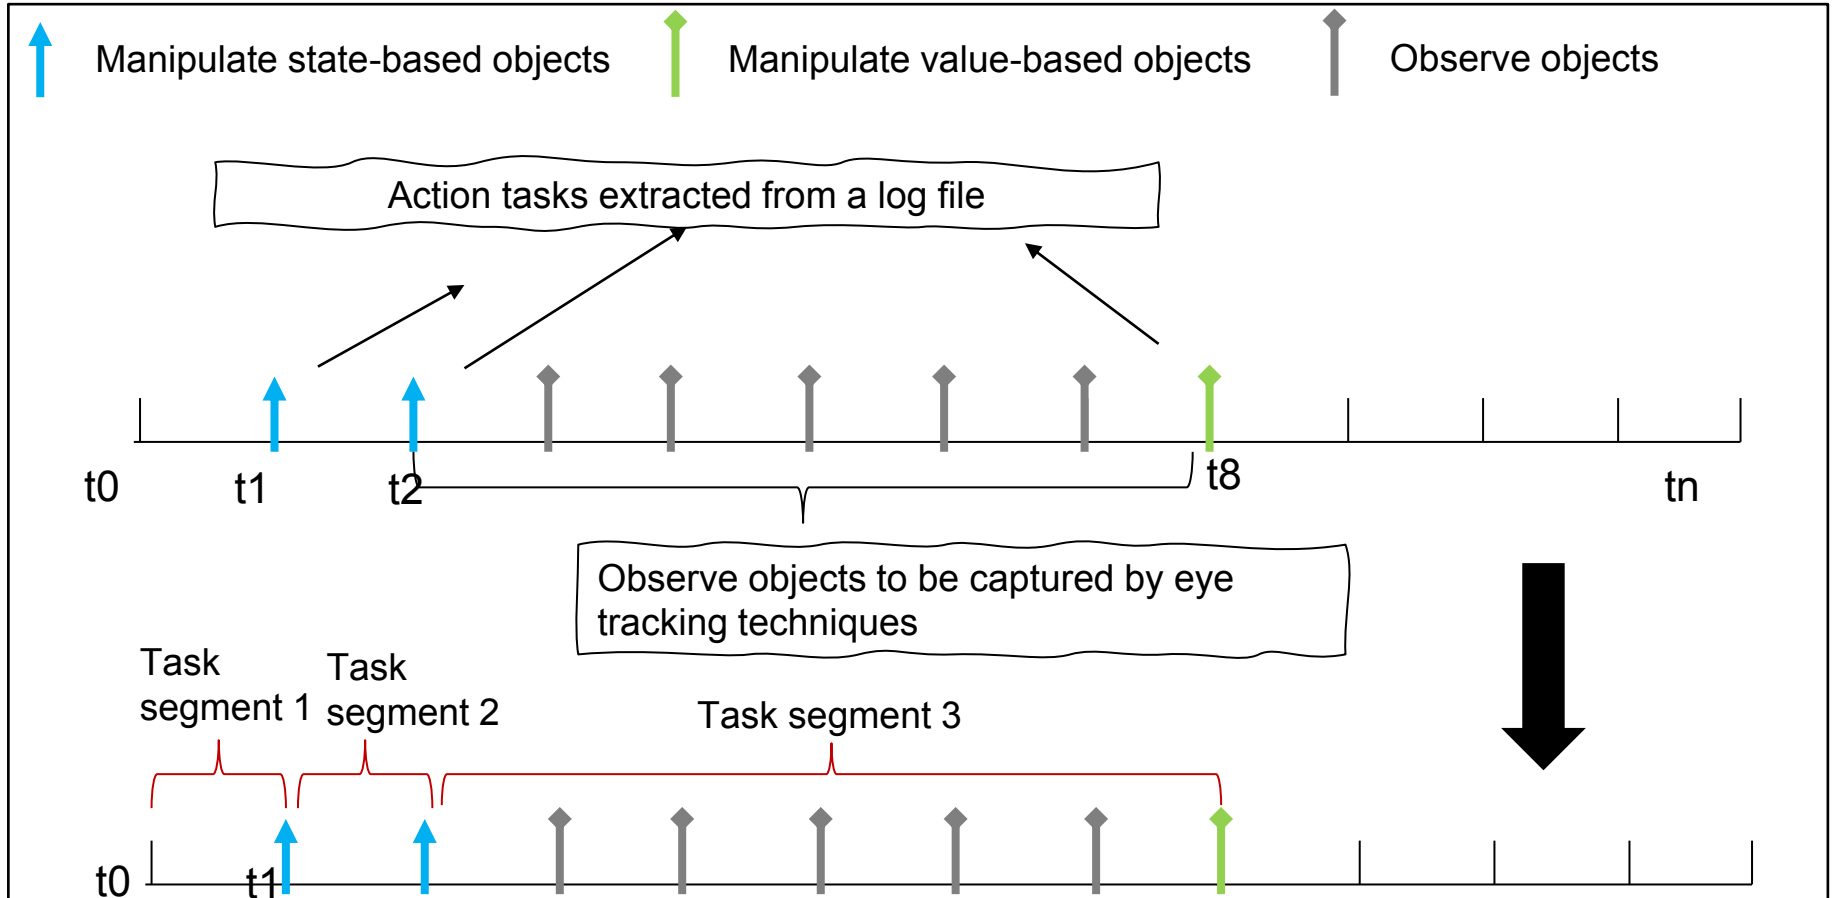 Manipulate state-based objects
Manipulate value-based objects
Observe objects
Action tasks extracted from a log file
t0
t1
t2
t8
tn
Observe objects to be captured by eye
tracking techniques
Task
segment 1
Task
segment 2
Task segment 3
t0
t1